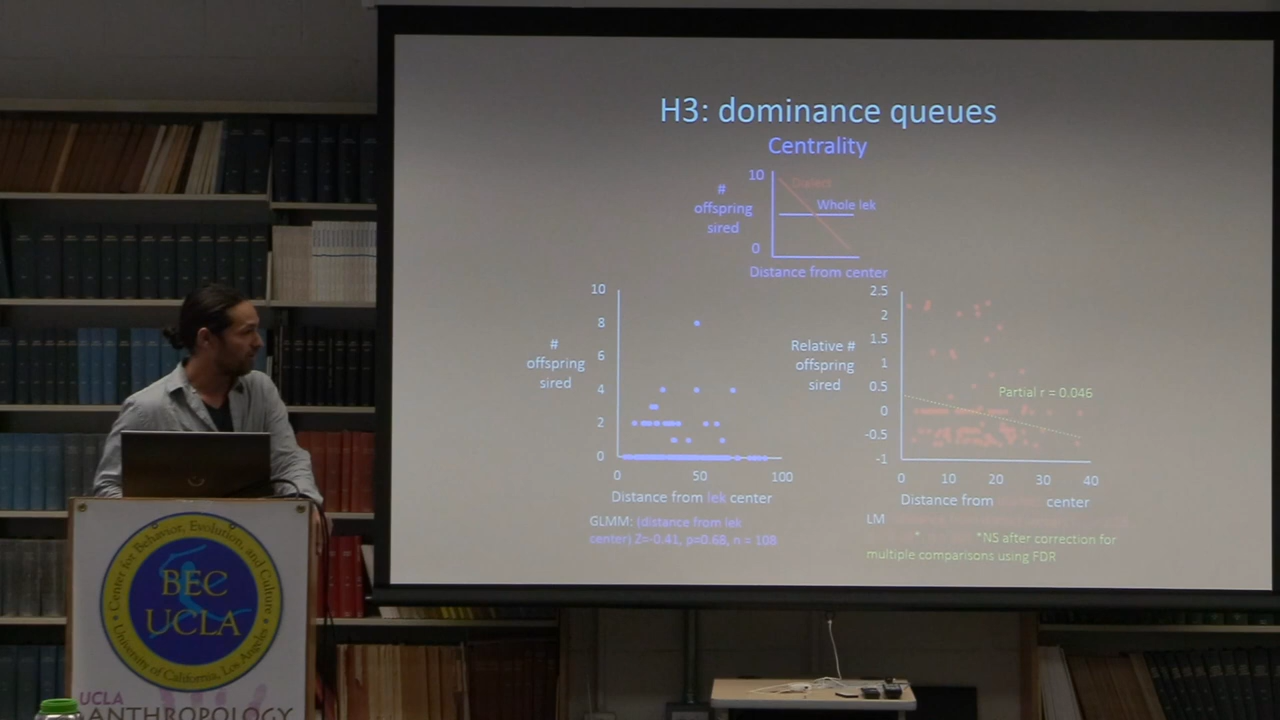 H3: dominance queues
Centrality
10
#
offspring
sired
0
Dialect
Whole lek
Distance from center
10
8
6
4
2
0
#
offspring
sired
0 50 100
Distance from lek center
GLMM: (distance from lek
center) Z=-0.41, p=0.68, n = 108
2.5
2
1.5
1
0.5
0
-0.5
-1
Relative #
offspring
sired
Partial r = 0.046
0 10 20 30 40
Distance from center
LM
* *NS after correction for
multiple comparisons using FDR
Center for Behavior, Evolution, and Culture
BEC
UCLA
University of California, Los Angeles
UCLA
ANTHROPOLOGY